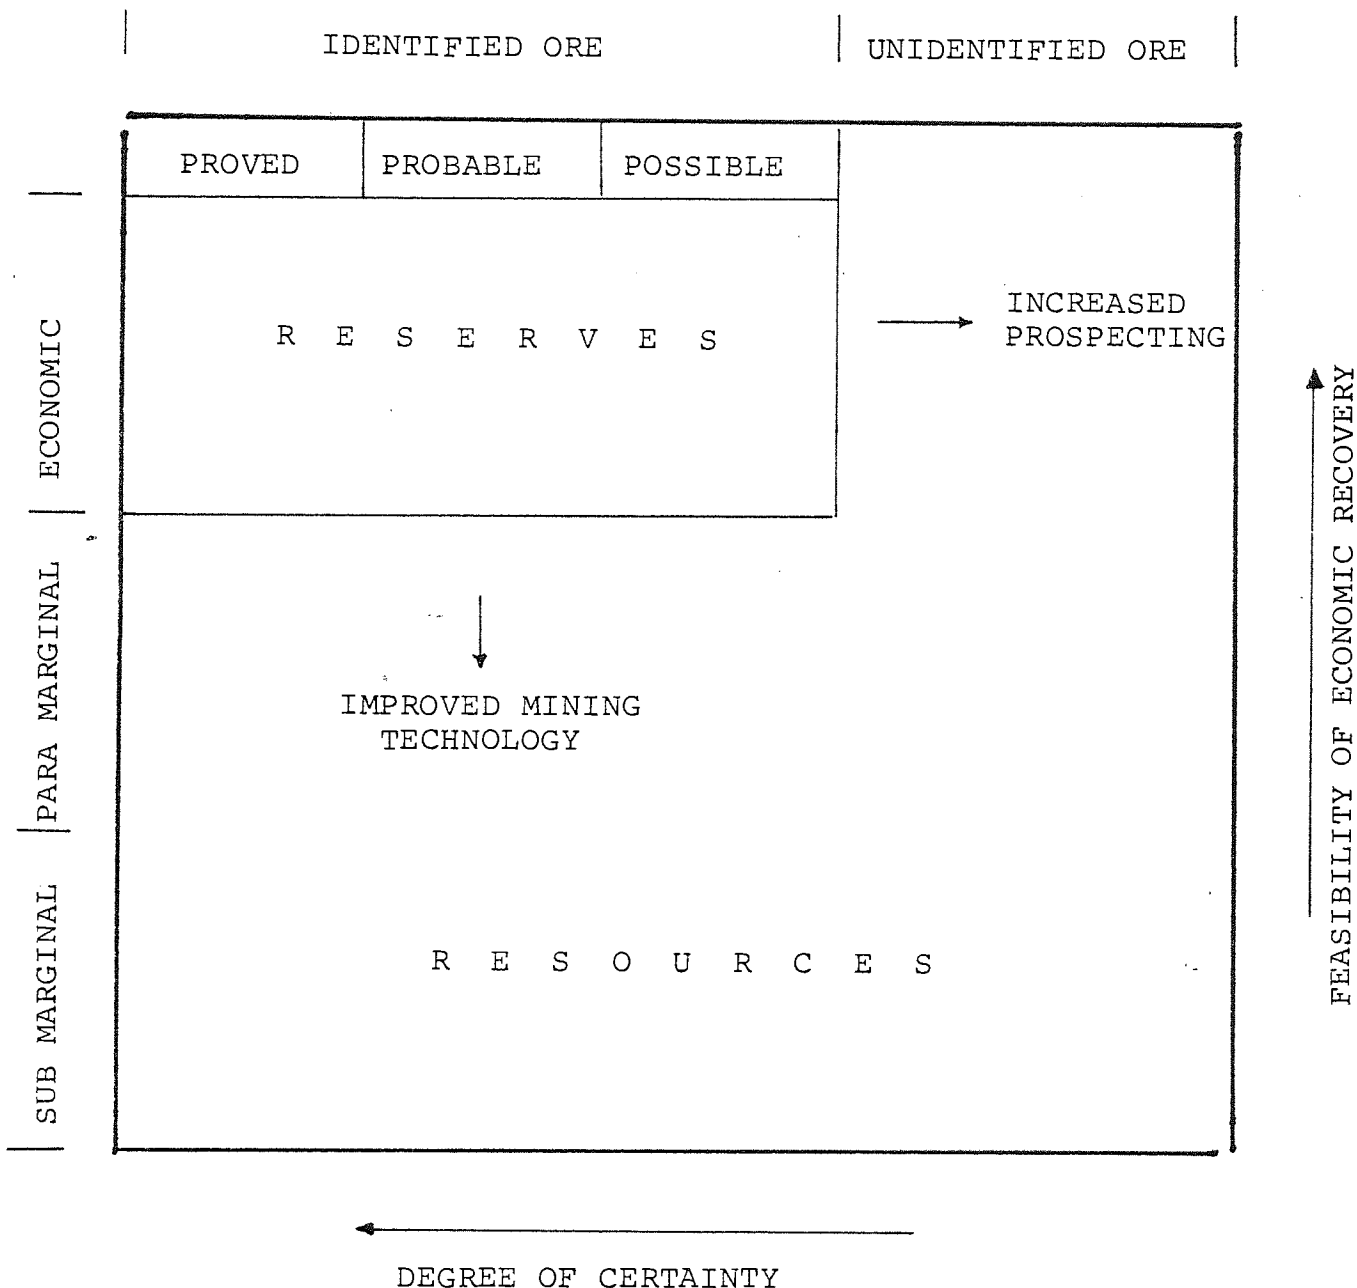 IDENTIFIED ORE
UNIDENTIFIED ORE
PROVED
PROBABLE
POSSIBLE
ECONOMIC
R E S E R V E S
INCREASED
PROSPECTING
PARA MARGINAL
IMPROVED MINING
TECHNOLOGY
SUB MARGINAL
R E S O U R C E S
FEASIBILITY OF ECONOMIC RECOVERY
DEGREE OF CERTAINTY